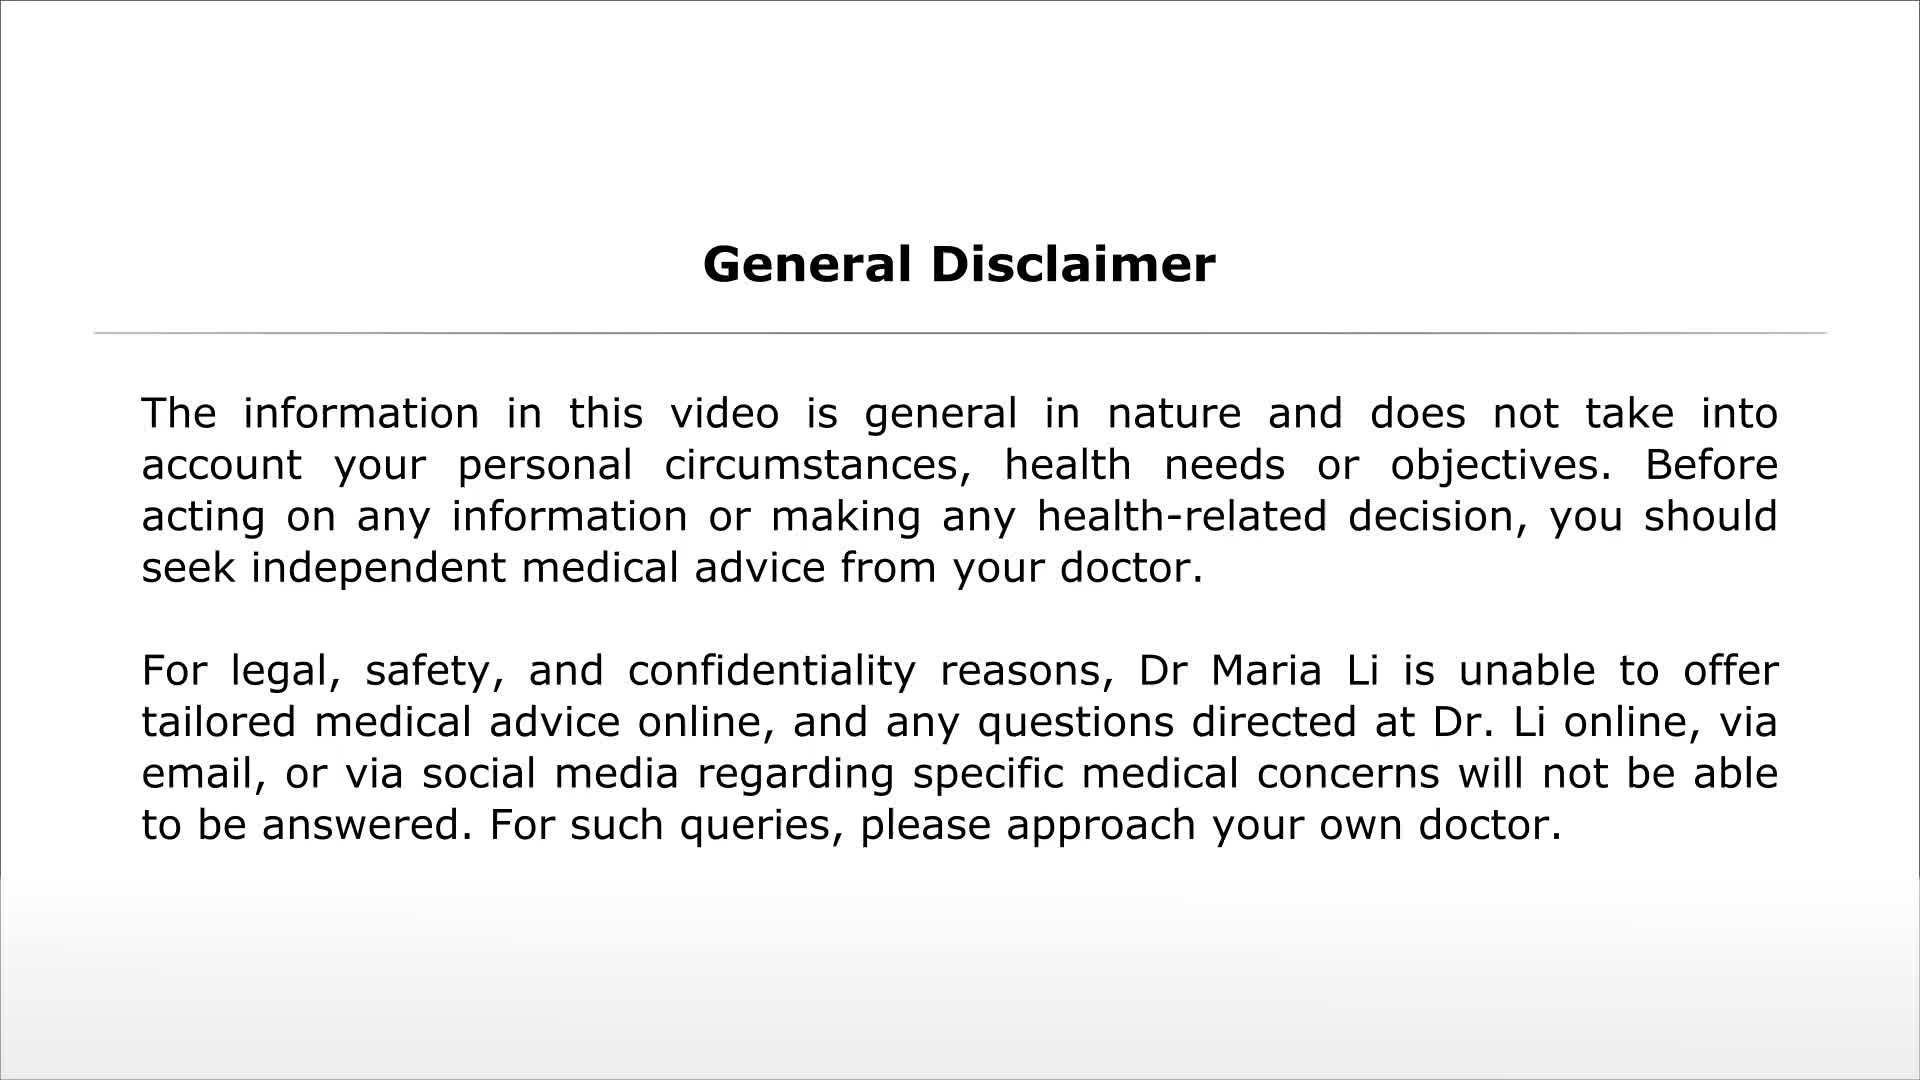 General Disclaimer
The information in this video is general in nature and does not take into
account your personal circumstances, health needs or objectives. Before
acting on any information or making any health-related decision, you should
seek independent medical advice from your doctor.
For legal, safety, and confidentiality reasons, Dr Maria Li is unable to offer
tailored medical advice online, and any questions directed at Dr. Li online, via
email, or via social media regarding specific medical concerns will not be able
to be answered. For such queries, please approach your own doctor.